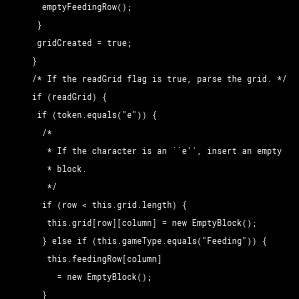 emptyFeedingRow();
}
gridCreated = true;
}
/* If the readGrid flag is true, parse the grid. */
if (readGrid) {
if (token.equals("e")) {
/*
* If the character is an ``e'', insert an empty
* block.
*/
if (row < this.grid.length) {
this.grid[row][column] = new EmptyBlock();
} else if (this.gameType.equals("Feeding")) {
this.feedingRow[column]
= new EmptyBlock();
}